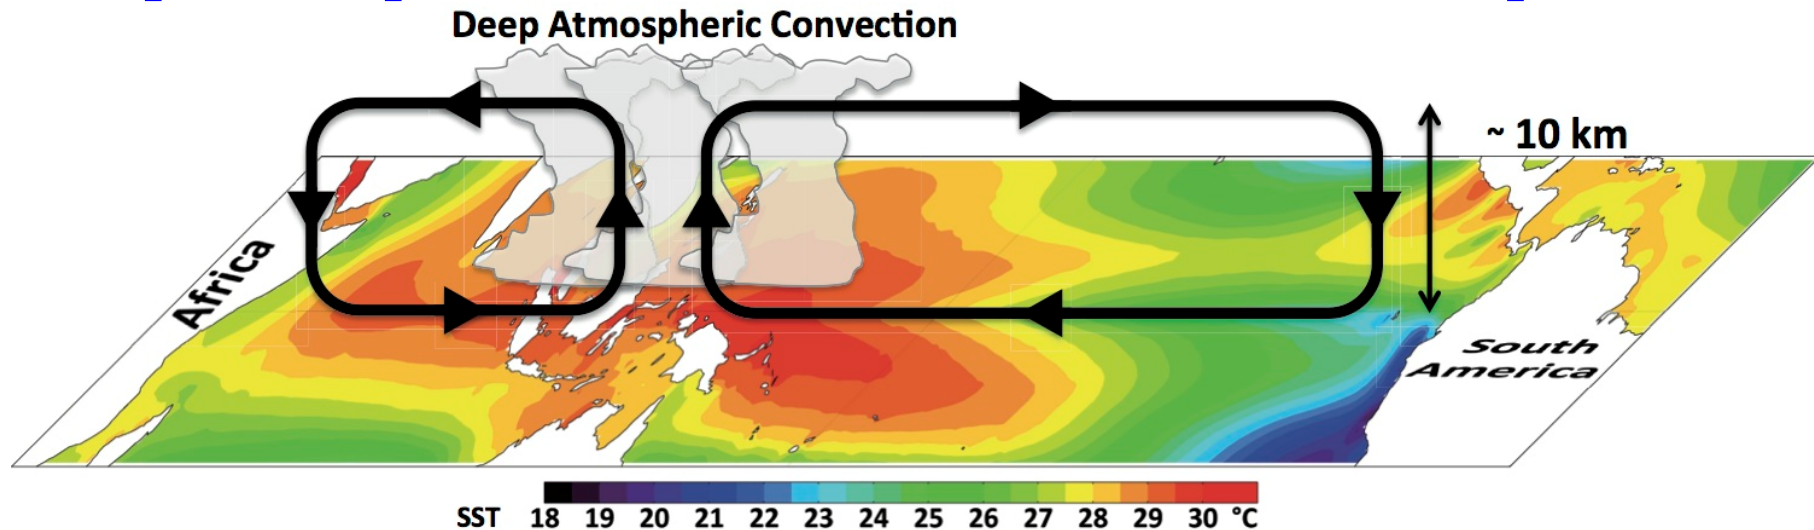 Deep Atmospheric Convection
~ 10 km
Africa
South
America
SST 18 19 20 21 22 23 24 25 26 27 28 29 30 °C